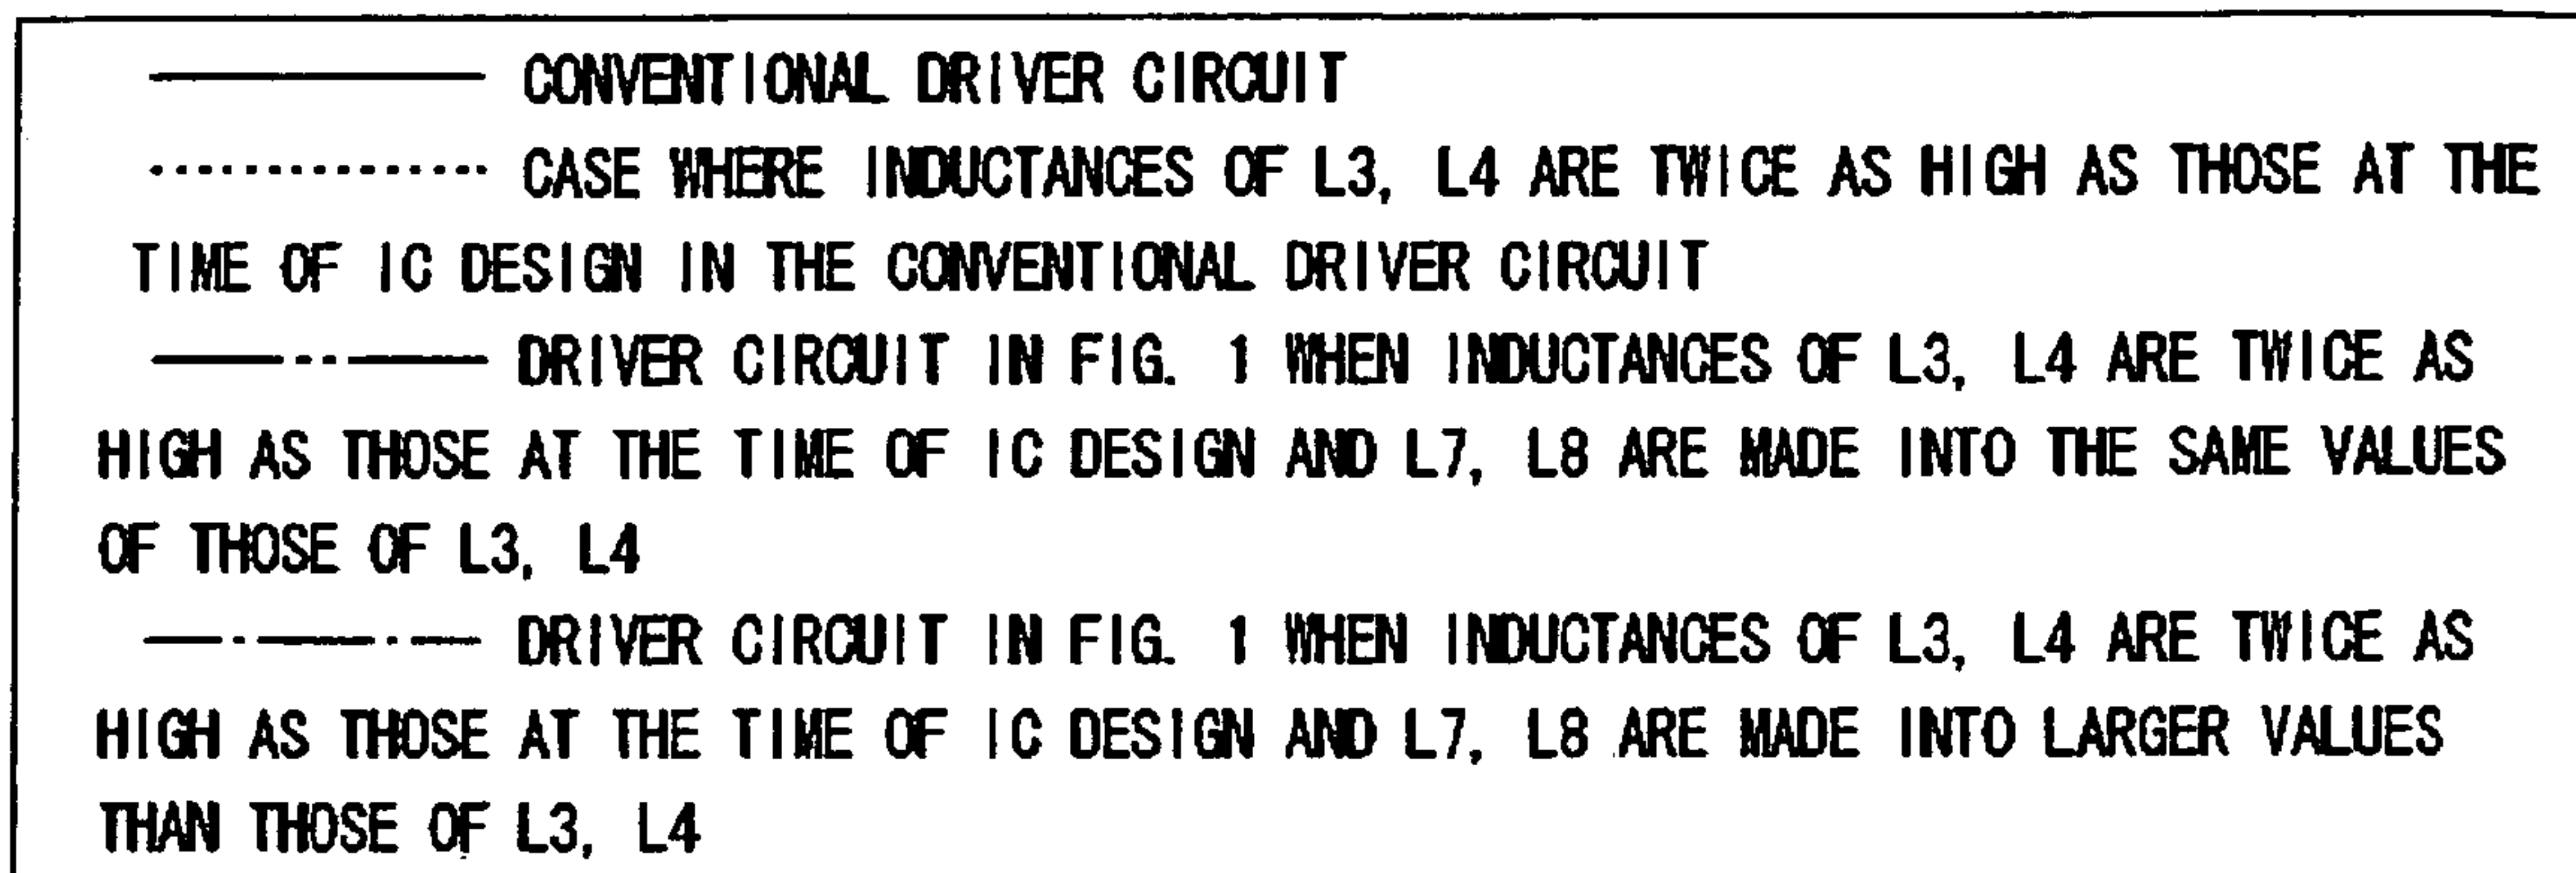 CONVENTIONAL DRIVER CIRCUIT
CASE WHERE INDUCTANCES OF L3, L4 ARE TWICE AS HIGH AS THOSE AT THE
TIME OF IC DESIGN IN THE CONVENTIONAL DRIVER CIRCUIT
DRIVER CIRCUIT IN FIG. 1 WHEN INDUCTANCES OF L3, L4 ARE TWICE AS
HIGH AS THOSE AT THE TIME OF IC DESIGN AND L7, L8 ARE MADE INTO THE SAME VALUES
OF THOSE OF L3, L4
DRIVER CIRCUIT IN FIG. 1 WHEN INDUCTANCES OF L3, L4 ARE TWICE AS
HIGH AS THOSE AT THE TIME OF IC DESIGN AND L7, L8 ARE MADE INTO LARGER VALUES
THAN THOSE OF L3, L4